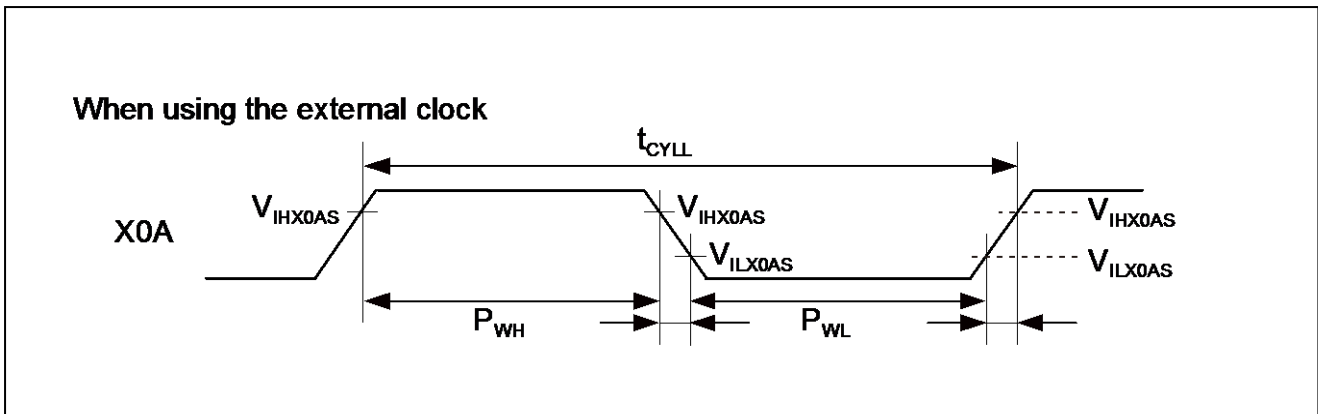 When using the external clock
tCYLL
VIHX0AS
VIHX0AS
VIHX0AS
X0A
VILX0AS
VILX0AS
PWH
PWL